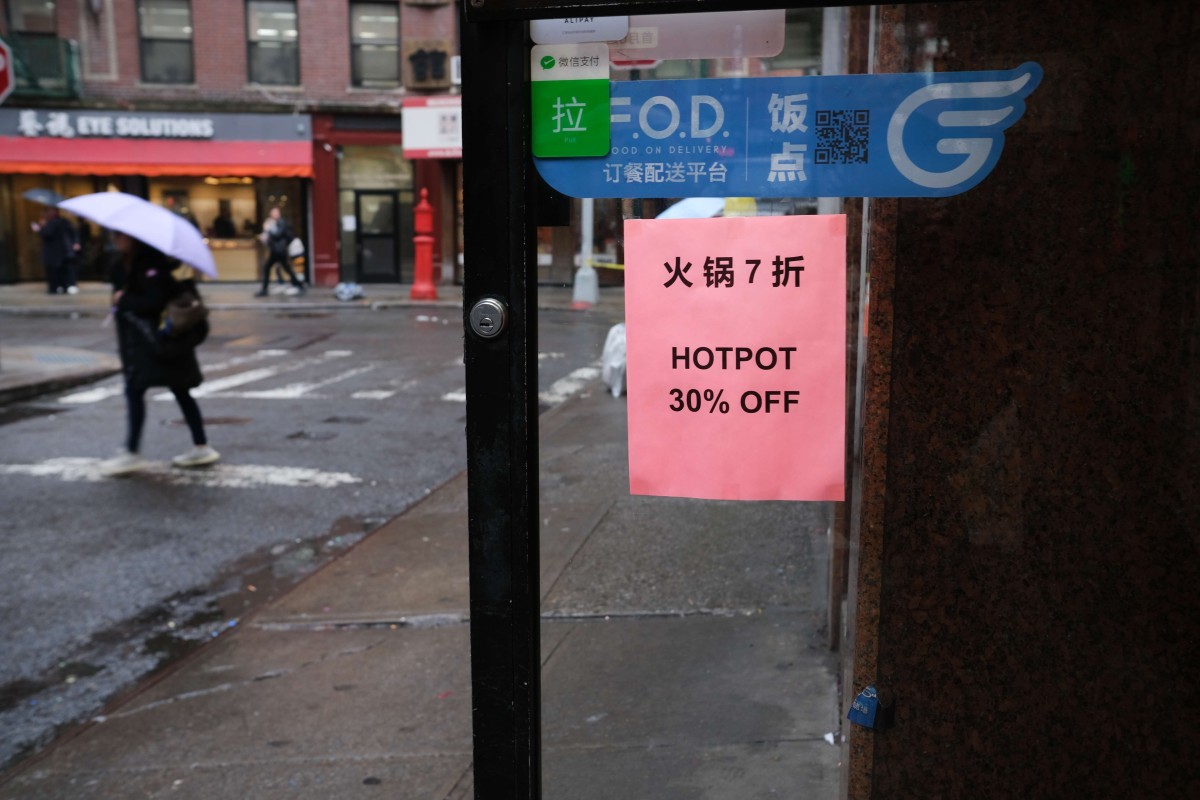 ALIPAY
微信支付
拉
Pull
F.O.D.
FOOD ON DELIVERY
订餐配送平台
饭点
火锅 7 折
HOTPOT
30% OFF
EYE SOLUTIONS